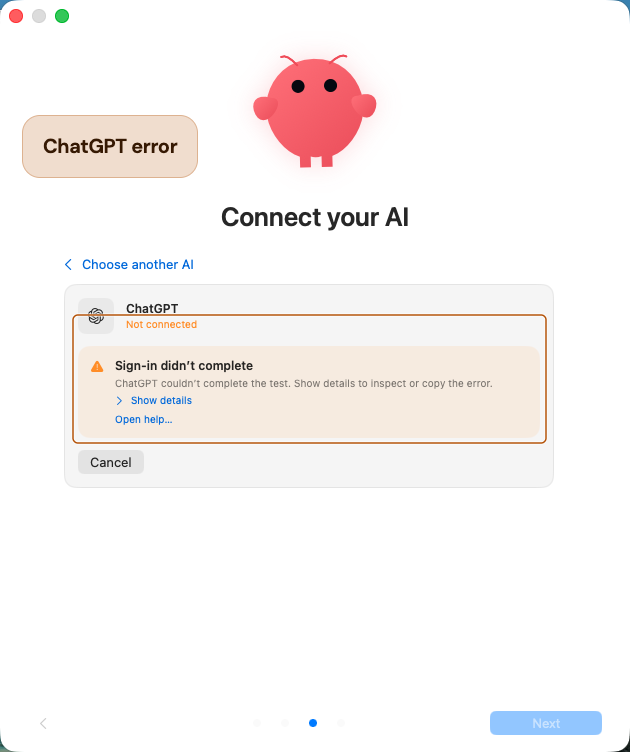 ChatGPT error
Connect your AI
Choose another AI
ChatGPT
Not connected
Sign-in didn’t complete
ChatGPT couldn’t complete the test. Show details to inspect or copy the error.
Show details
Open help...
Cancel
Next